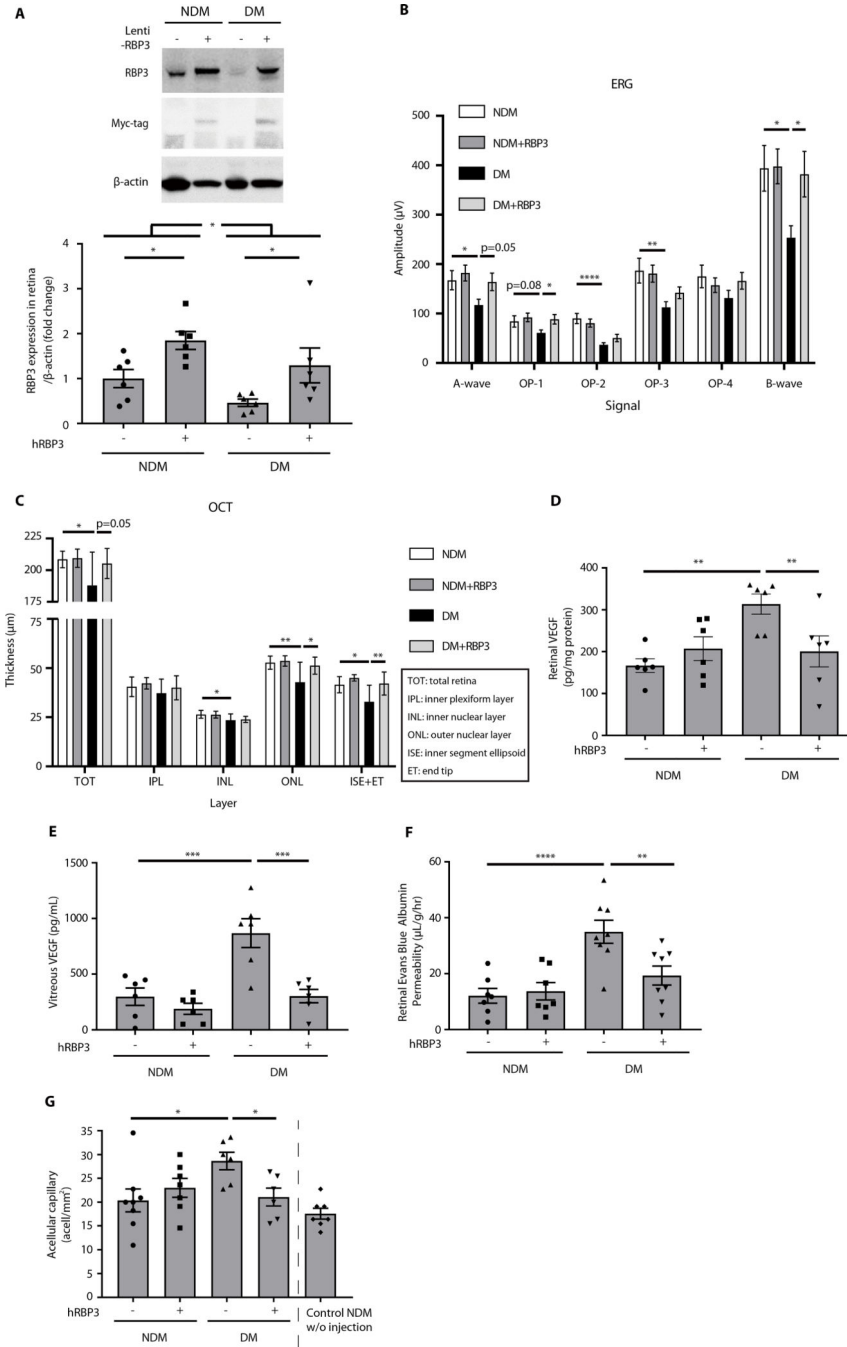 A
NDM DM
Lenti
-RBP3
- + - +
RBP3
Myc-tag
β-actin
*
* *
4
3
2
1
0
RBP3 expression in retina
/β-actin (fold change)
hRBP3 - + - +
NDM DM
B
ERG
500
400
300
200
100
0
Amplitude (μV)
NDM
NDM+RBP3
DM
DM+RBP3
* p=0.05
p=0.08 *
****
**
* *
A-wave OP-1 OP-2 OP-3 OP-4 B-wave
Signal
C
OCT
* p=0.05
225
200
175
75
50
25
0
Thickness (μm)
*
** *
* **
TOT IPL INL ONL ISE+ET
Layer
NDM
NDM+RBP3
DM
DM+RBP3
TOT: total retina
IPL: inner plexiform layer
INL: inner nuclear layer
ONL: outer nuclear layer
ISE: inner segment ellipsoid
ET: end tip
D
** **
400
300
200
100
0
Retinal VEGF
(pg/mg protein)
hRBP3 - + - +
NDM DM
E
*** ***
1500
1000
500
0
Vitreous VEGF (pg/mL)
hRBP3 - + - +
NDM DM
F
**** **
60
40
20
0
Retinal Evans Blue Albumin
Permeability (μL/g/hr)
hRBP3 - + - +
NDM DM
G
* *
35
30
25
20
15
10
5
0
Acellular capillary
(acell/mm²)
hRBP3 - + - +
NDM DM
Control NDM
w/o injection